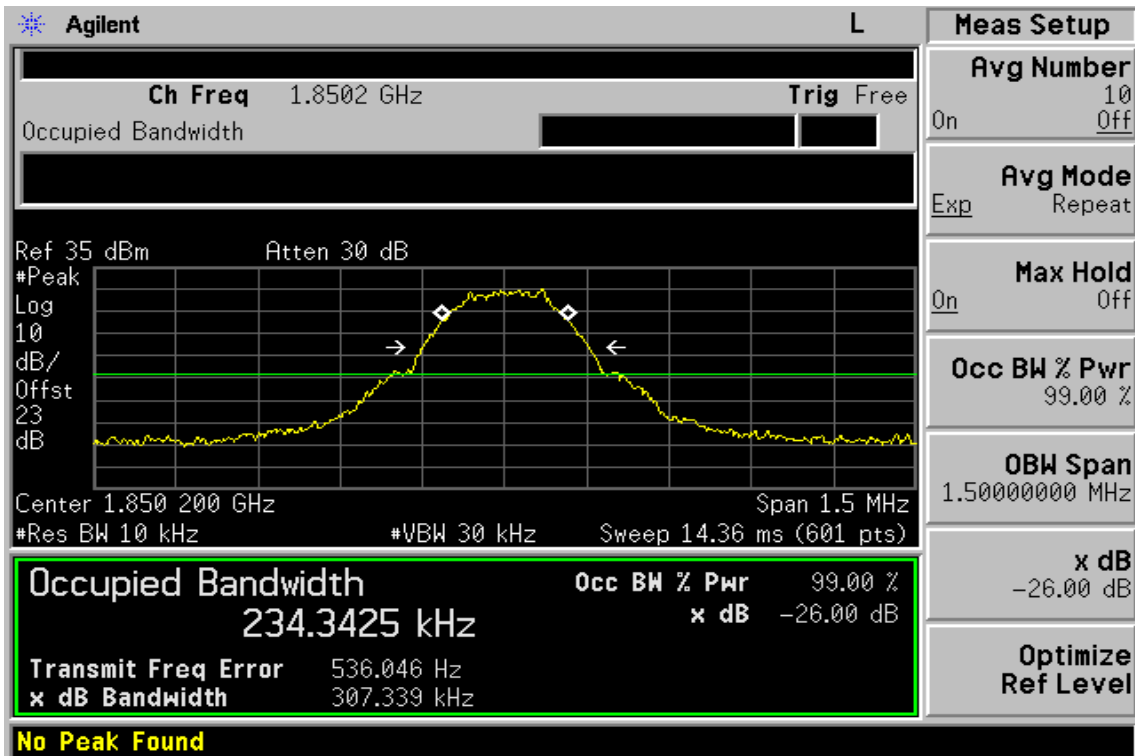 Agilent L
Ch Freq 1.8502 GHz Trig Free
Occupied Bandwidth
Ref 35 dBm Atten 30 dB
#Peak
Log
10
dB/
Offst
23
dB
Center 1.850 200 GHz Span 1.5 MHz
#Res BW 10 kHz #VBW 30 kHz Sweep 14.36 ms (601 pts)
Occupied Bandwidth Occ BW % Pwr 99.00 %
234.3425 kHz x dB -26.00 dB
Transmit Freq Error 536.046 Hz
x dB Bandwidth 307.339 kHz
No Peak Found
Meas Setup
Avg Number
10
On Off
Avg Mode
Exp Repeat
Max Hold
On Off
Occ BW % Pwr
99.00 %
OBW Span
1.50000000 MHz
x dB
-26.00 dB
Optimize
Ref Level